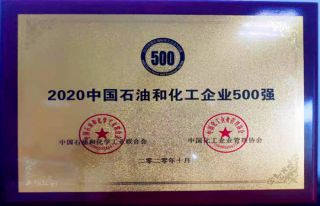 500
2020中国石油和化工企业500强
中国石油和化学工业联合会 中国化工企业管理协会
二〇二〇年十月